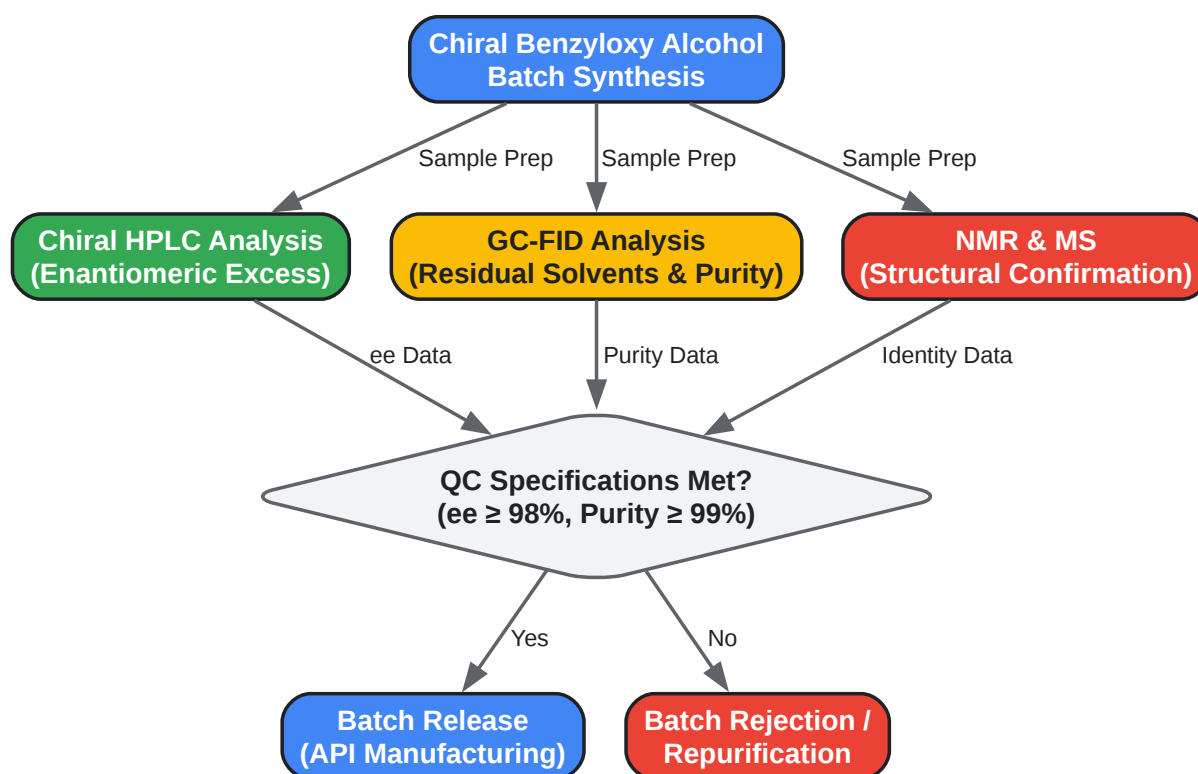 Chiral Benzyloxy Alcohol
Batch Synthesis
Sample Prep
Sample Prep
Sample Prep
Chiral HPLC Analysis
(Enantiomeric Excess)
GC-FID Analysis
(Residual Solvents & Purity)
NMR & MS
(Structural Confirmation)
ee Data
Purity Data
Identity Data
QC Specifications Met?
(ee ≥ 98%, Purity ≥ 99%)
Yes
No
Batch Release
(API Manufacturing)
Batch Rejection /
Repurification